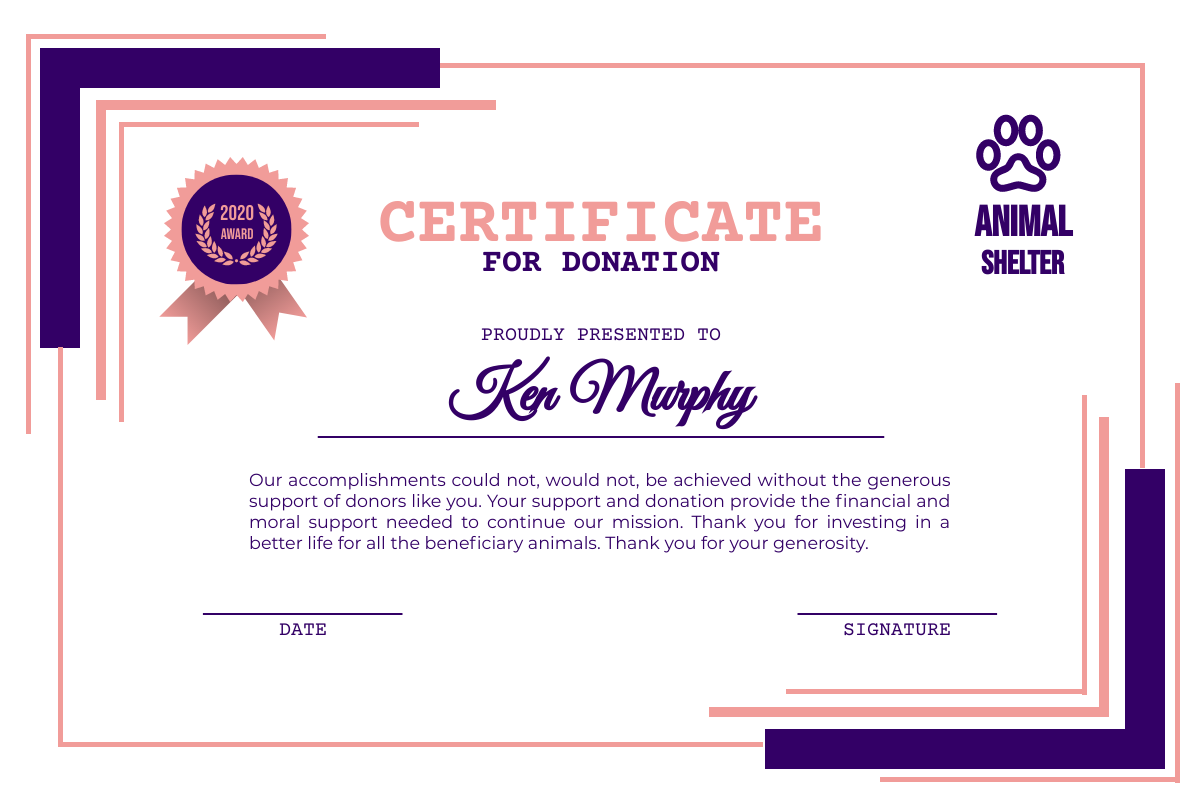 2020
AWARD
ANIMAL
SHELTER
CERTIFICATE
FOR DONATION
PROUDLY PRESENTED TO
Ken Murphy
Our accomplishments could not, would not, be achieved without the generous
support of donors like you. Your support and donation provide the financial and
moral support needed to continue our mission. Thank you for investing in a
better life for all the beneficiary animals. Thank you for your generosity.
DATE
SIGNATURE